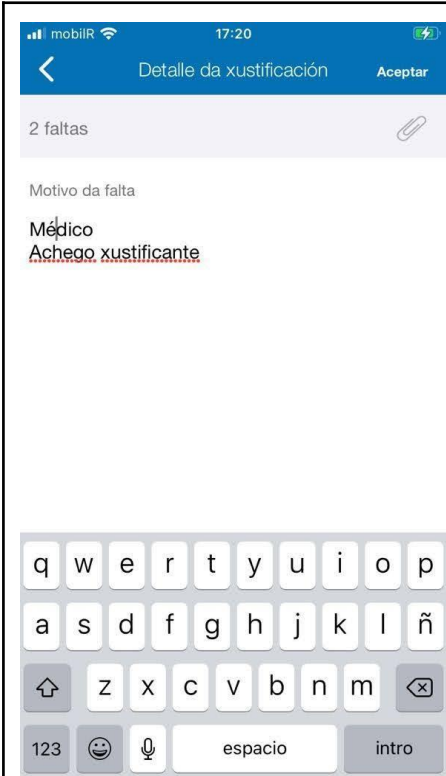 mobilR 17:20
Detalle da xustificación Aceptar
2 faltas
Motivo da falta
Médico
Achego xustificante
q w e r t y u i o p
a s d f g h j k l ñ
z x c v b n m
123 espacio intro